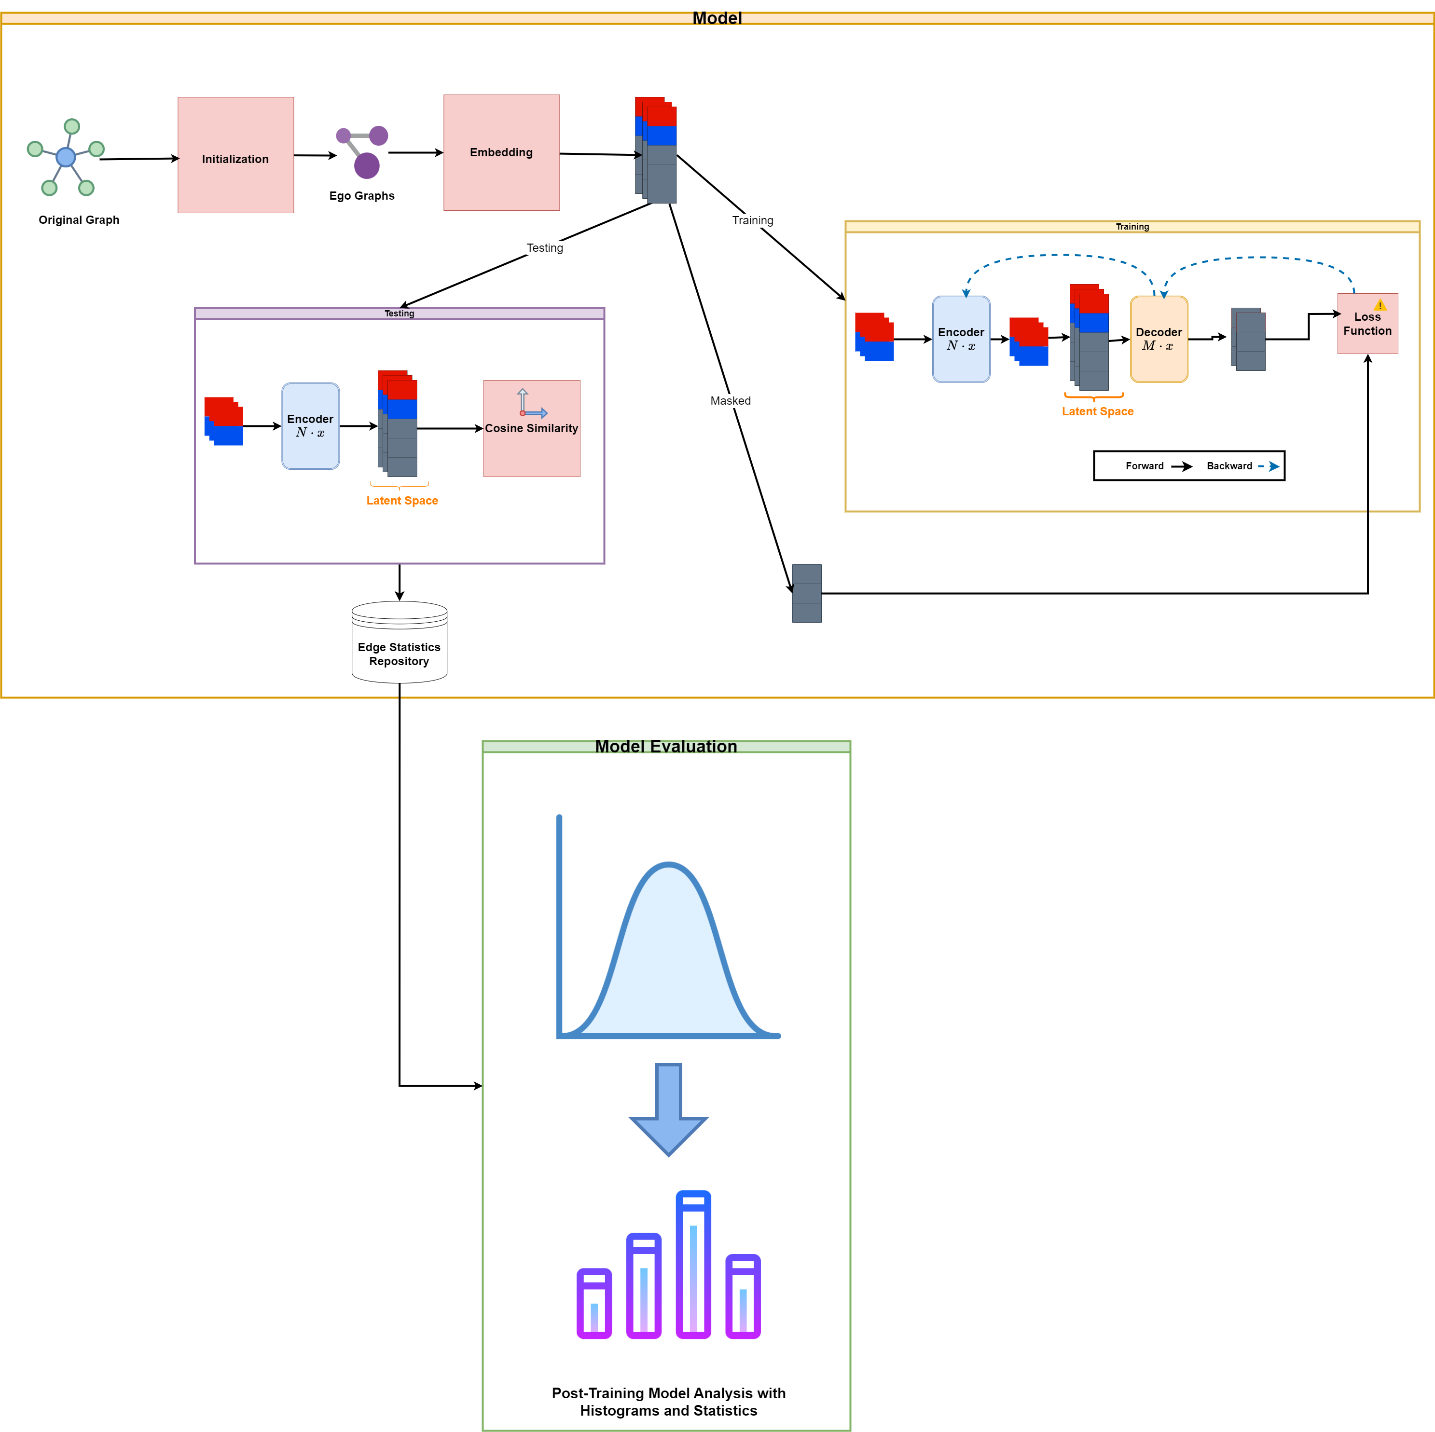 Model
Original Graph
Initialization
Ego Graphs
Embedding
Testing
Training
Masked
Testing
Encoder
N · x
Latent Space
Cosine Similarity
Training
Encoder
N · x
Latent Space
Decoder
M · x
Loss
Function
Forward
Backward
Edge Statistics
Repository
Model Evaluation
Post-Training Model Analysis with
Histograms and Statistics